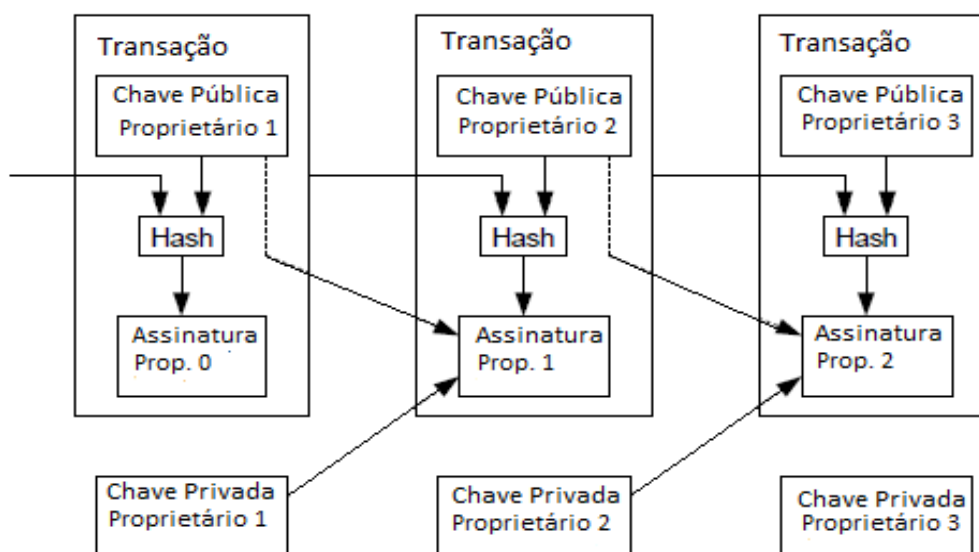 Transação
Chave Pública
Proprietário 1
Hash
Assinatura
Prop. 0
Chave Privada
Proprietário 1
Transação
Chave Pública
Proprietário 2
Hash
Assinatura
Prop. 1
Chave Privada
Proprietário 2
Transação
Chave Pública
Proprietário 3
Hash
Assinatura
Prop. 2
Chave Privada
Proprietário 3